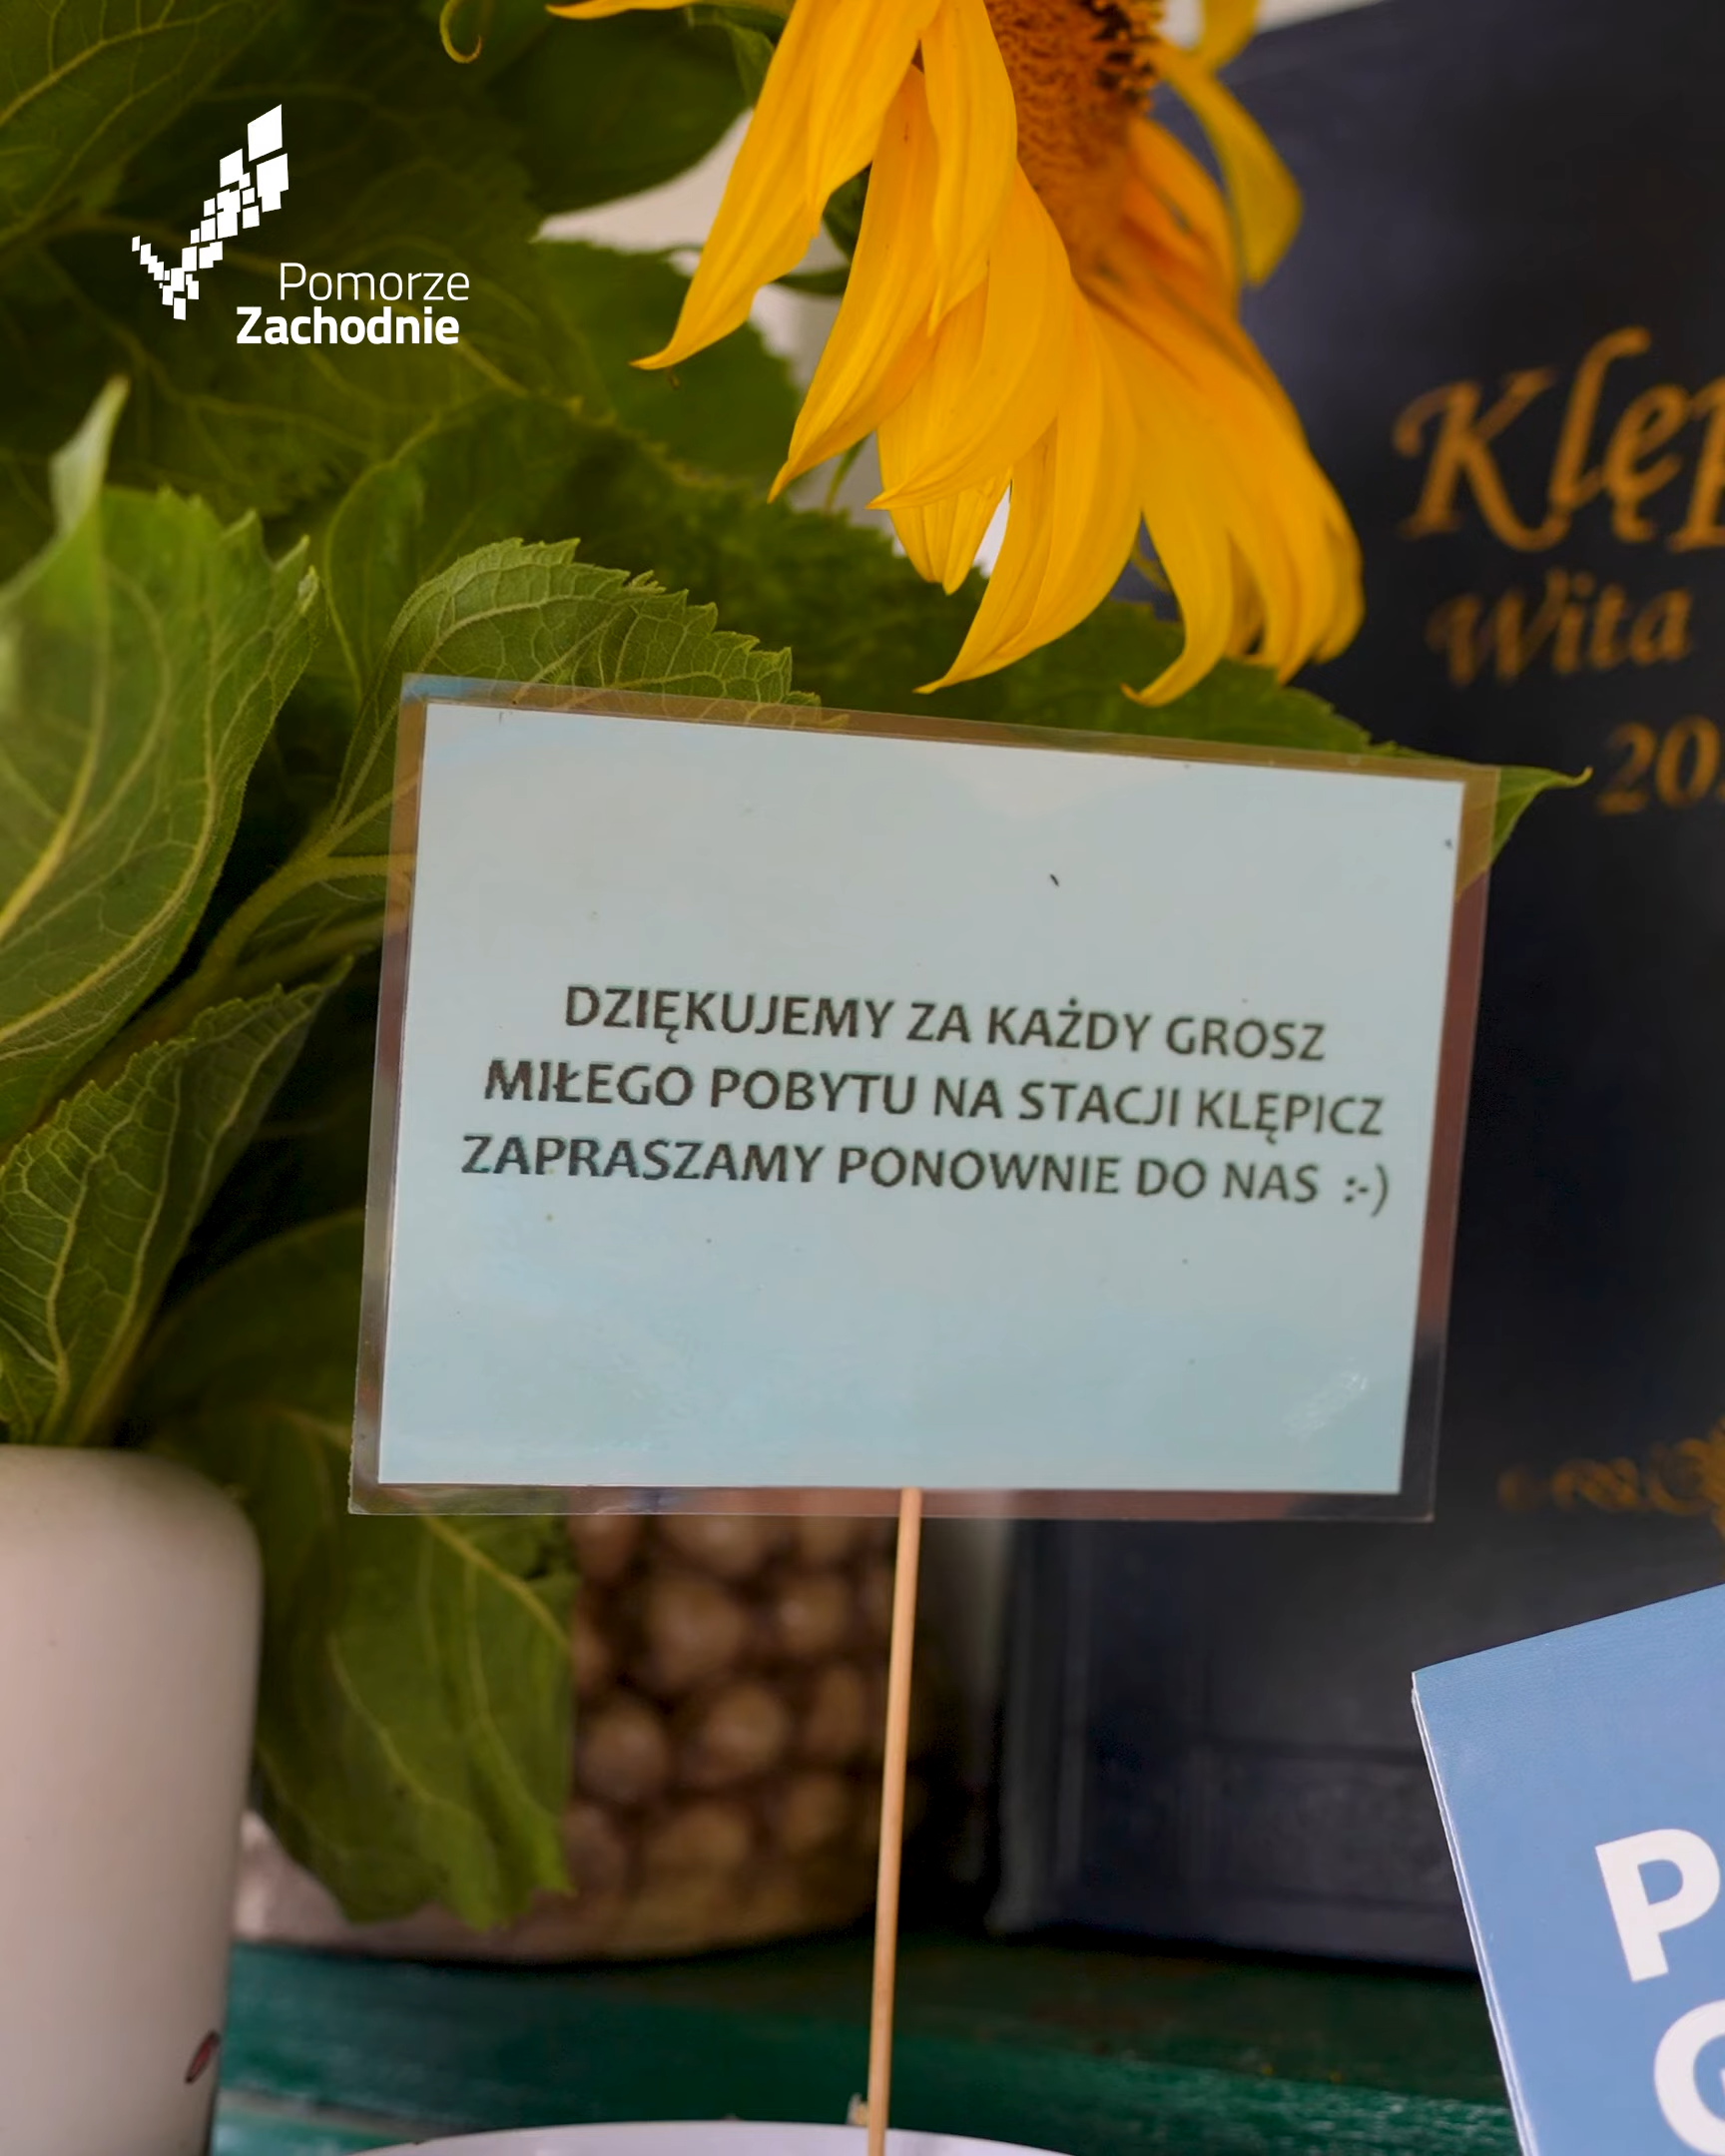 Pomorze
Zachodnie
Wita
DZIĘKUJEMY ZA KAŻDY GROSZ
MIŁEGO POBYTU NA STACJI KLĘPICZ
ZAPRASZAMY PONOWNIE DO NAS :-)